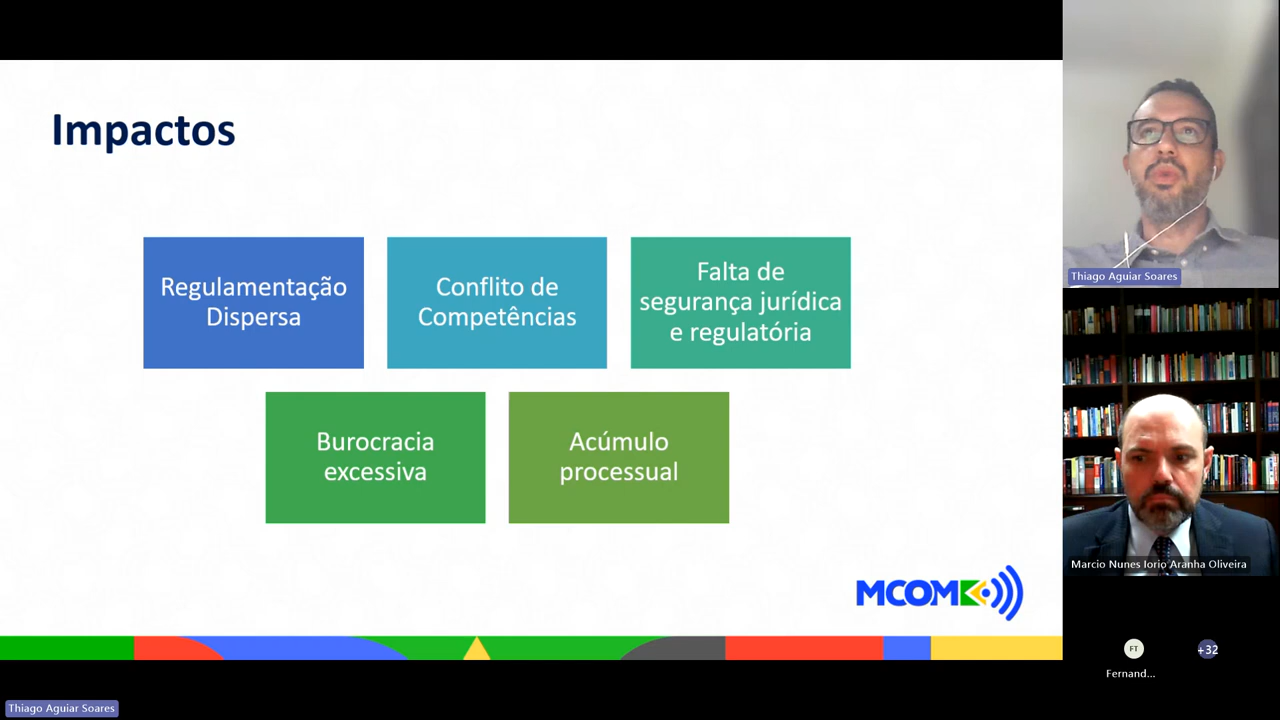 Impactos
Regulamentação
Dispersa
Conflito de
Competências
Falta de
segurança jurídica
e regulatória
Burocracia
excessiva
Acúmulo
processual
MCOM
Thiago Aguiar Soares
Marcio Nunes Iorio Aranha Oliveira
FT
+32
Fernand...
Thiago Aguiar Soares